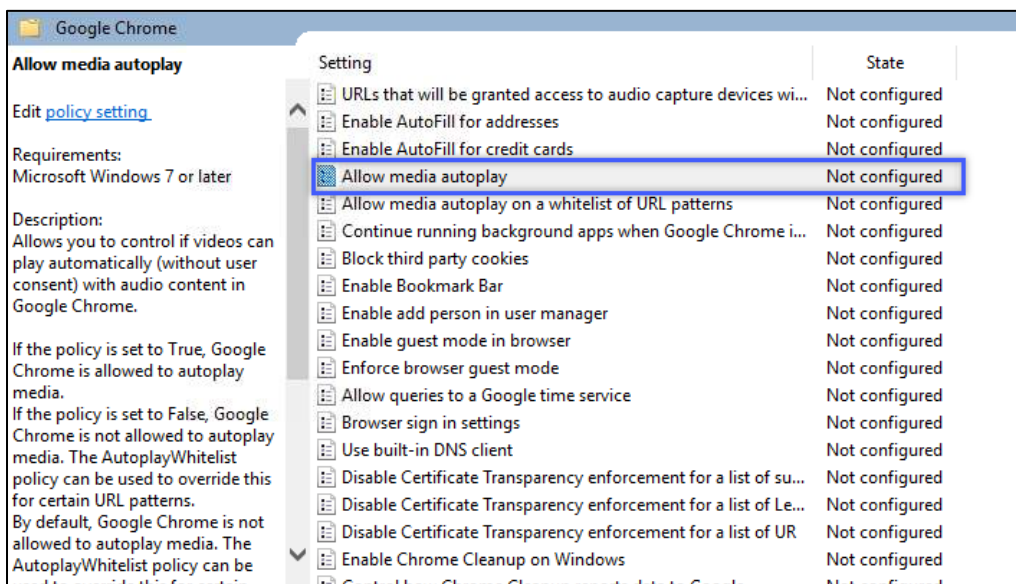 Google Chrome
Allow media autoplay
Edit policy setting
Requirements:
Microsoft Windows 7 or later
Description:
Allows you to control if videos can
play automatically (without user
consent) with audio content in
Google Chrome.
If the policy is set to True, Google
Chrome is allowed to autoplay
media.
If the policy is set to False, Google
Chrome is not allowed to autoplay
media. The AutoplayWhitelist
policy can be used to override this
for certain URL patterns.
By default, Google Chrome is not
allowed to autoplay media. The
AutoplayWhitelist policy can be
Setting State
URLs that will be granted access to audio capture devices wi... Not configured
Enable AutoFill for addresses Not configured
Enable AutoFill for credit cards Not configured
Allow media autoplay Not configured
Allow media autoplay on a whitelist of URL patterns Not configured
Continue running background apps when Google Chrome i... Not configured
Block third party cookies Not configured
Enable Bookmark Bar Not configured
Enable add person in user manager Not configured
Enable guest mode in browser Not configured
Enforce browser guest mode Not configured
Allow queries to a Google time service Not configured
Browser sign in settings Not configured
Use built-in DNS client Not configured
Disable Certificate Transparency enforcement for a list of su... Not configured
Disable Certificate Transparency enforcement for a list of Le... Not configured
Disable Certificate Transparency enforcement for a list of UR Not configured
Enable Chrome Cleanup on Windows Not configured